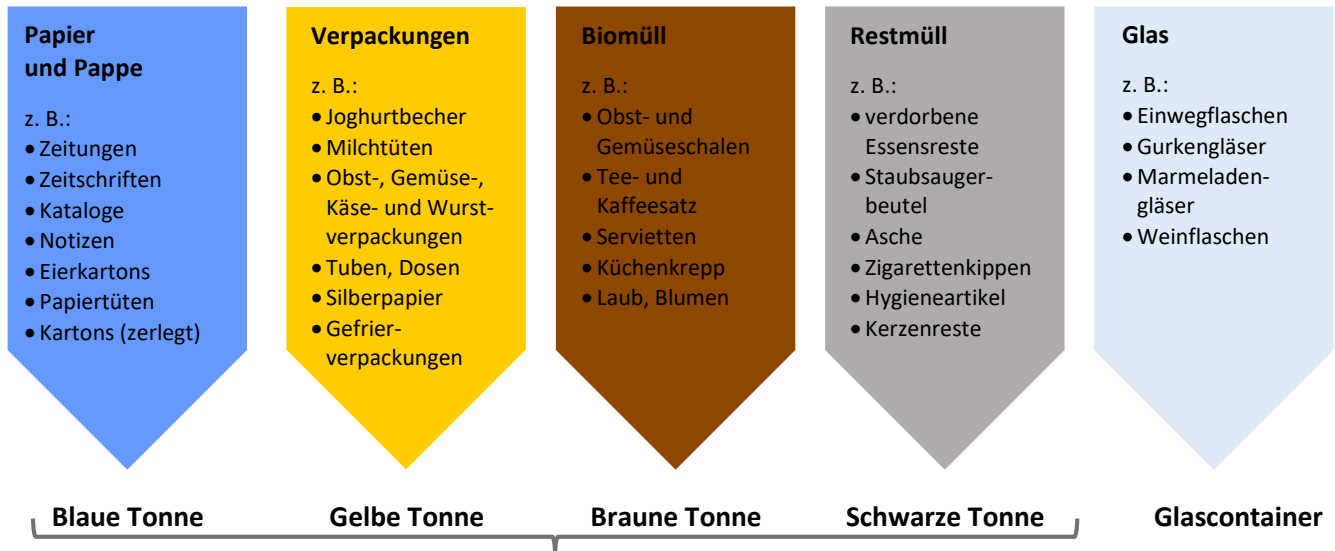 Papier
und Pappe
z. B.:
• Zeitungen
• Zeitschriften
• Kataloge
• Notizen
• Eierkartons
• Papiertüten
• Kartons (zerlegt)
Verpackungen
z. B.:
• Joghurtbecher
• Milchtüten
• Obst-, Gemüse-,
Käse- und Wurst-
verpackungen
• Tuben, Dosen
• Silberpapier
• Gefrier-
verpackungen
Biomüll
z. B.:
• Obst- und
Gemüseschalen
• Tee- und
Kaffeesatz
• Servietten
• Küchenkrepp
• Laub, Blumen
Restmüll
z. B.:
• verdorbene
Essensreste
• Staubsauger-
beutel
• Asche
• Zigarettenkippen
• Hygieneartikel
• Kerzenreste
Glas
z. B.:
• Einwegflaschen
• Gurkengläser
• Marmeladen-
gläser
• Weinflaschen
Blaue Tonne
Gelbe Tonne
Braune Tonne
Schwarze Tonne
Glascontainer